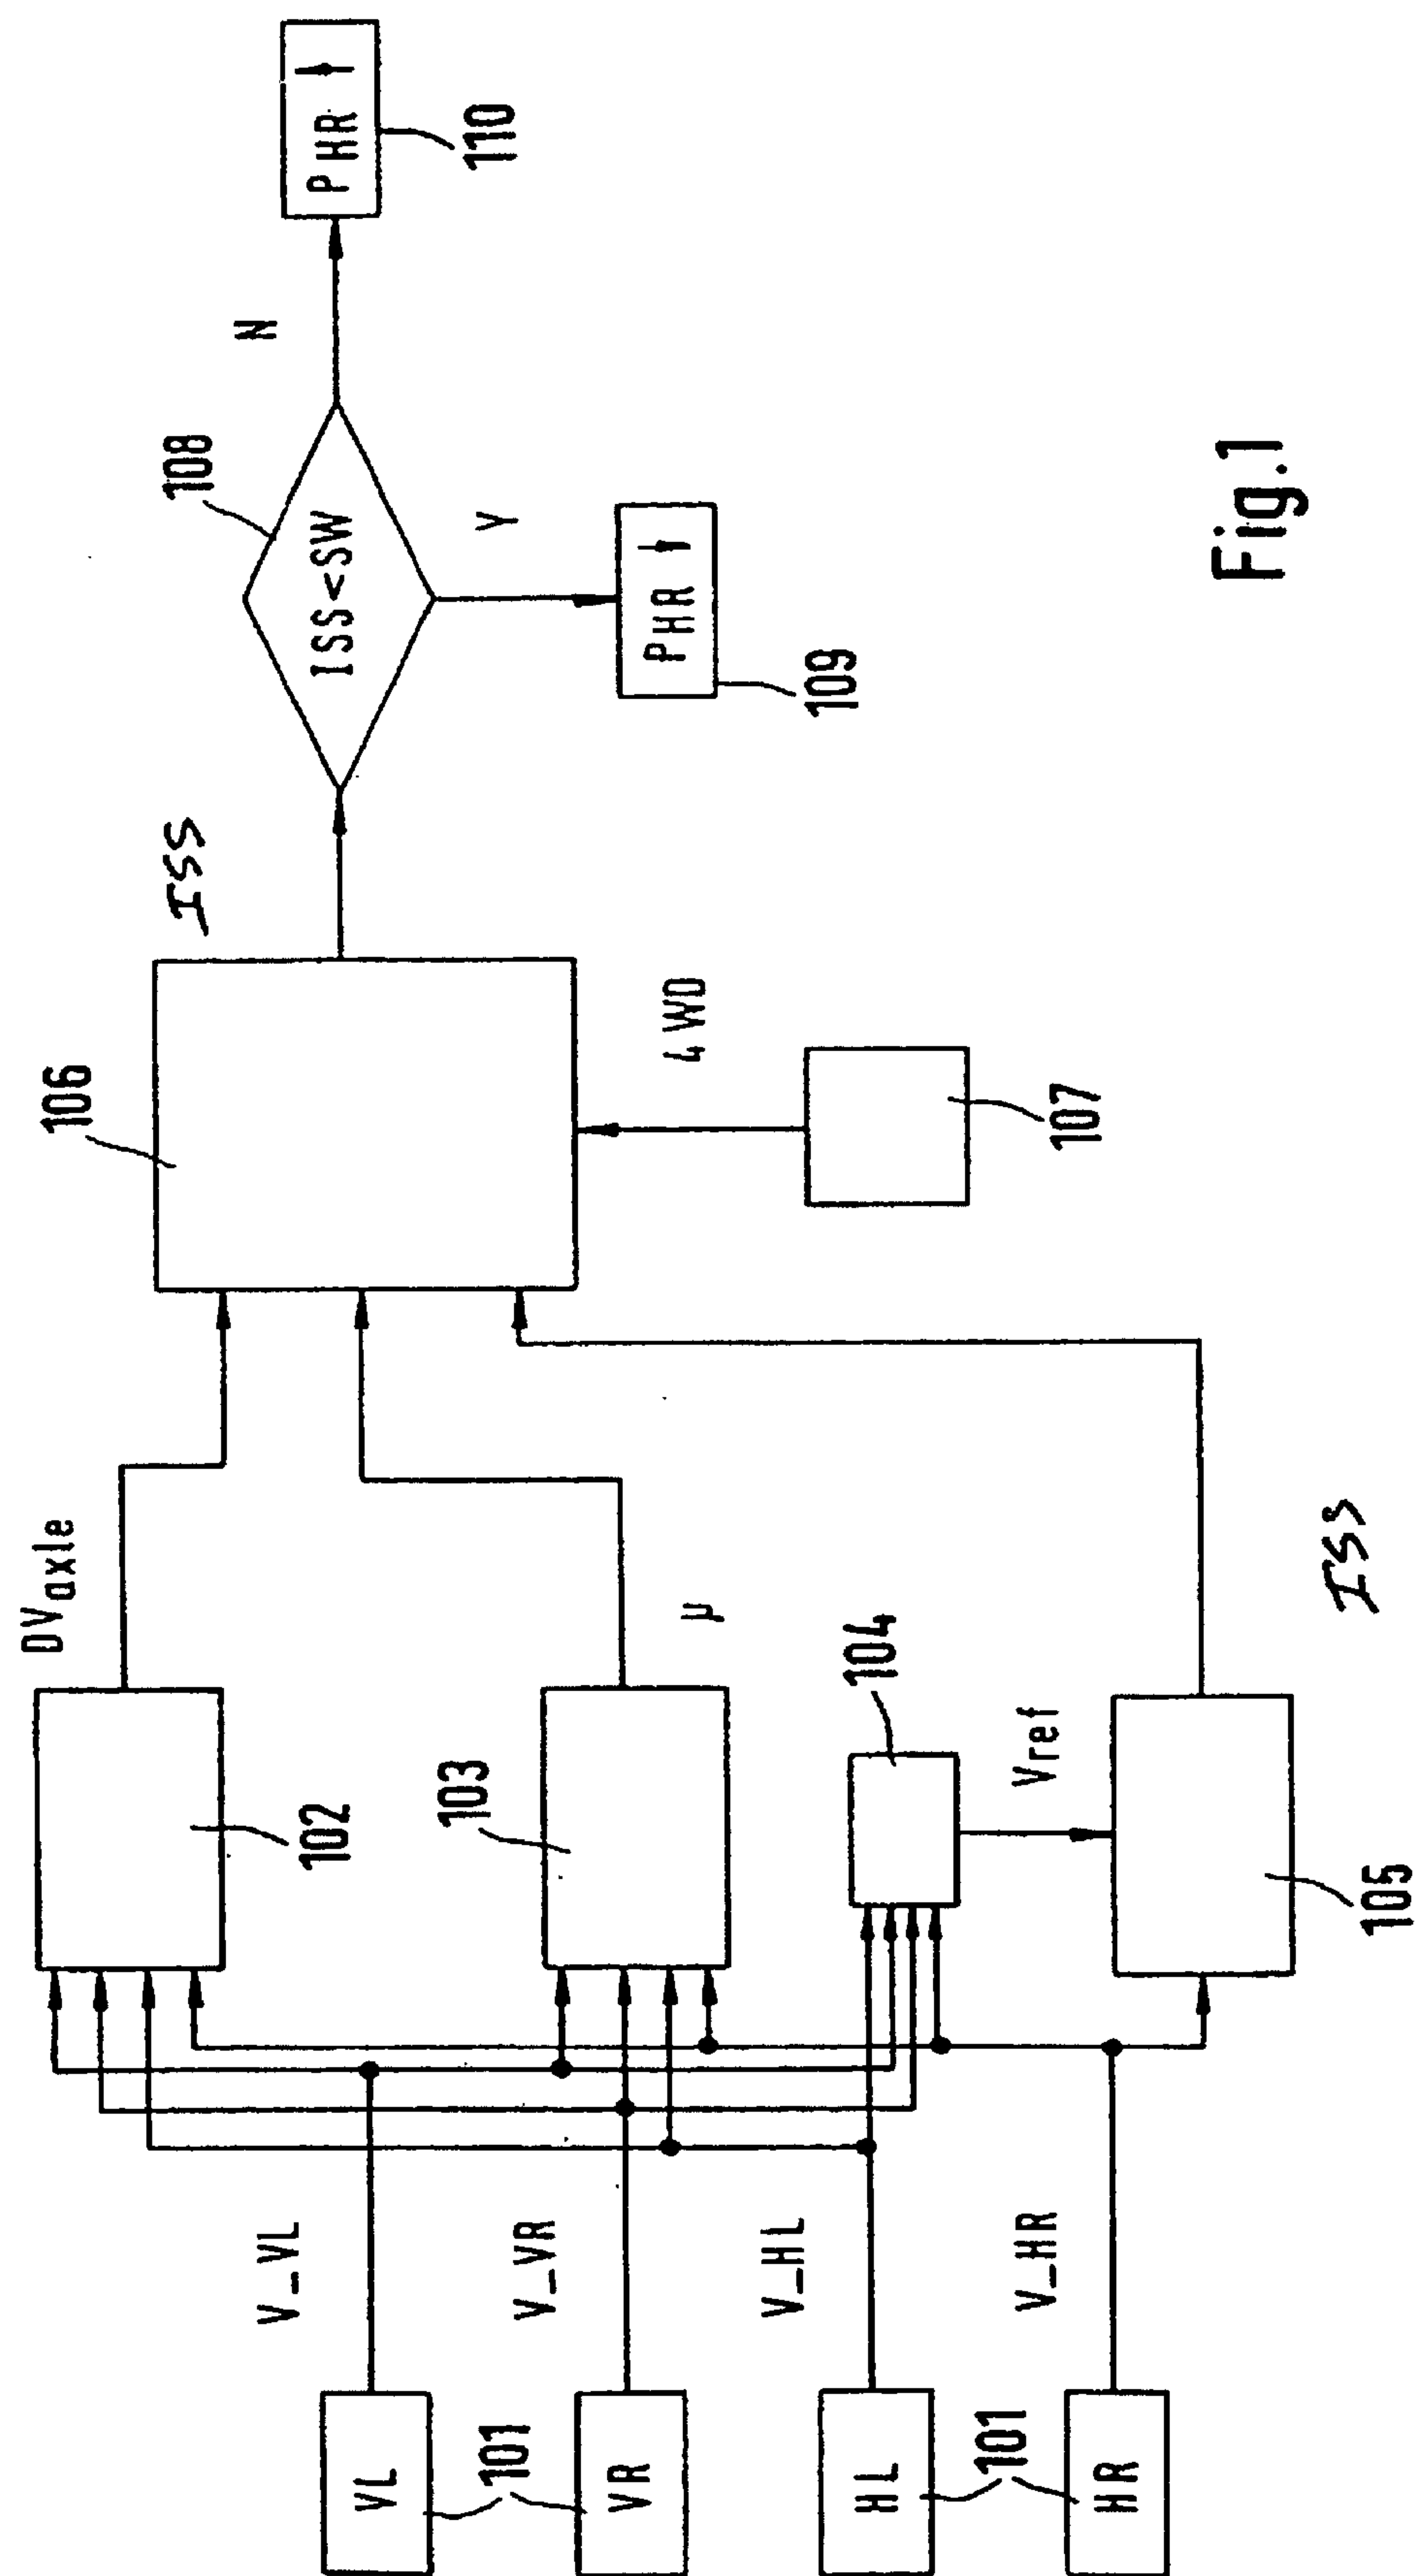 VL
101
VR
HL
101
HR
V_VL
V_VR
V_HL
V_HR
DVaxle
102
103
µ
104
Vref
105
ISS
106
4WD
107
ISS
108
ISS<SW
Y
PHR ↓
109
N
PHR ↑
110
Fig.1